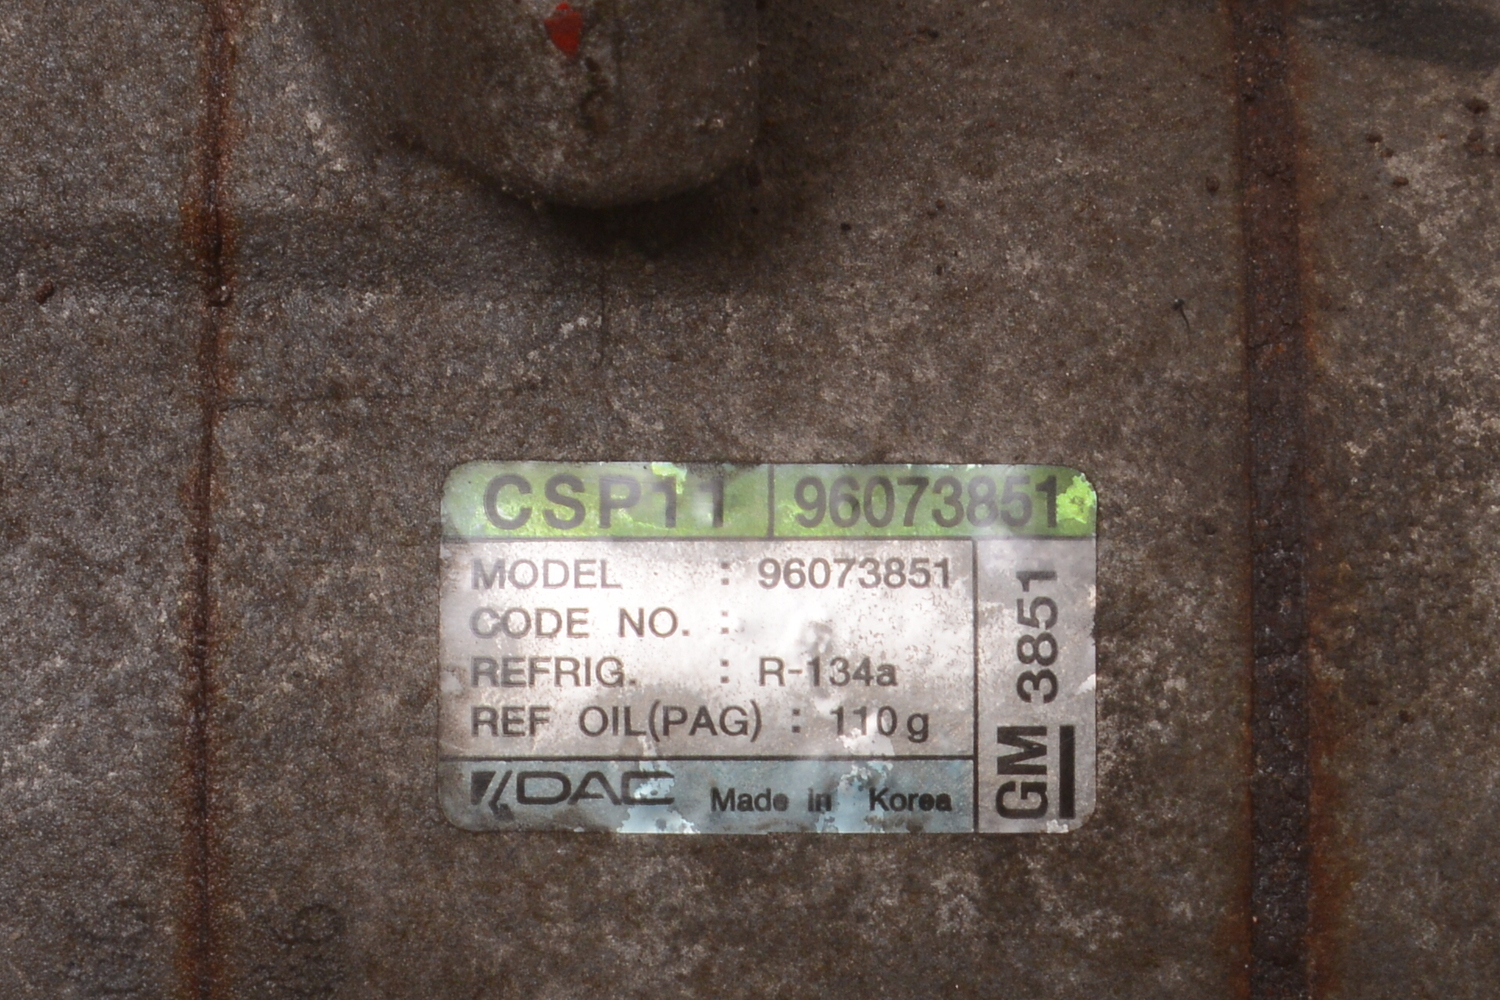 CSP11 96073851
MODEL : 96073851
CODE NO. :
REFRIG. : R-134a
REF OIL(PAG) : 110g
DAC Made in Korea
GM 3851